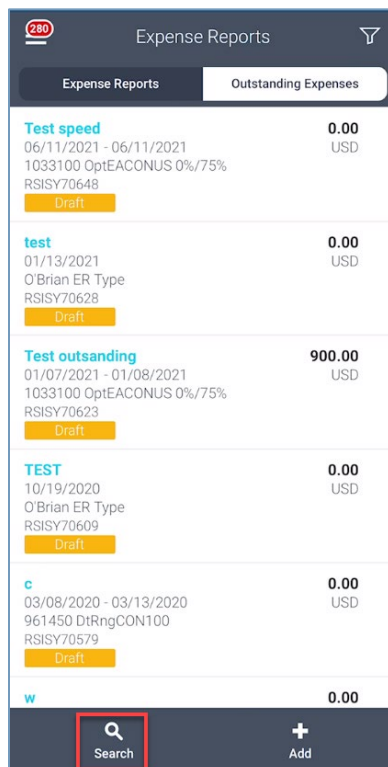 280
Expense Reports
Expense Reports
Outstanding Expenses
Test speed 0.00
06/11/2021 - 06/11/2021 USD
1033100 OptEACONUS 0%/75%
RSISY70648
Draft
test 0.00
01/13/2021 USD
O'Brian ER Type
RSISY70628
Draft
Test outsanding 900.00
01/07/2021 - 01/08/2021 USD
1033100 OptEACONUS 0%/75%
RSISY70623
Draft
TEST 0.00
10/19/2020 USD
O'Brian ER Type
RSISY70609
Draft
c 0.00
03/08/2020 - 03/13/2020 USD
961450 DtRngCON100
RSISY70579
Draft
w 0.00
Search
Add